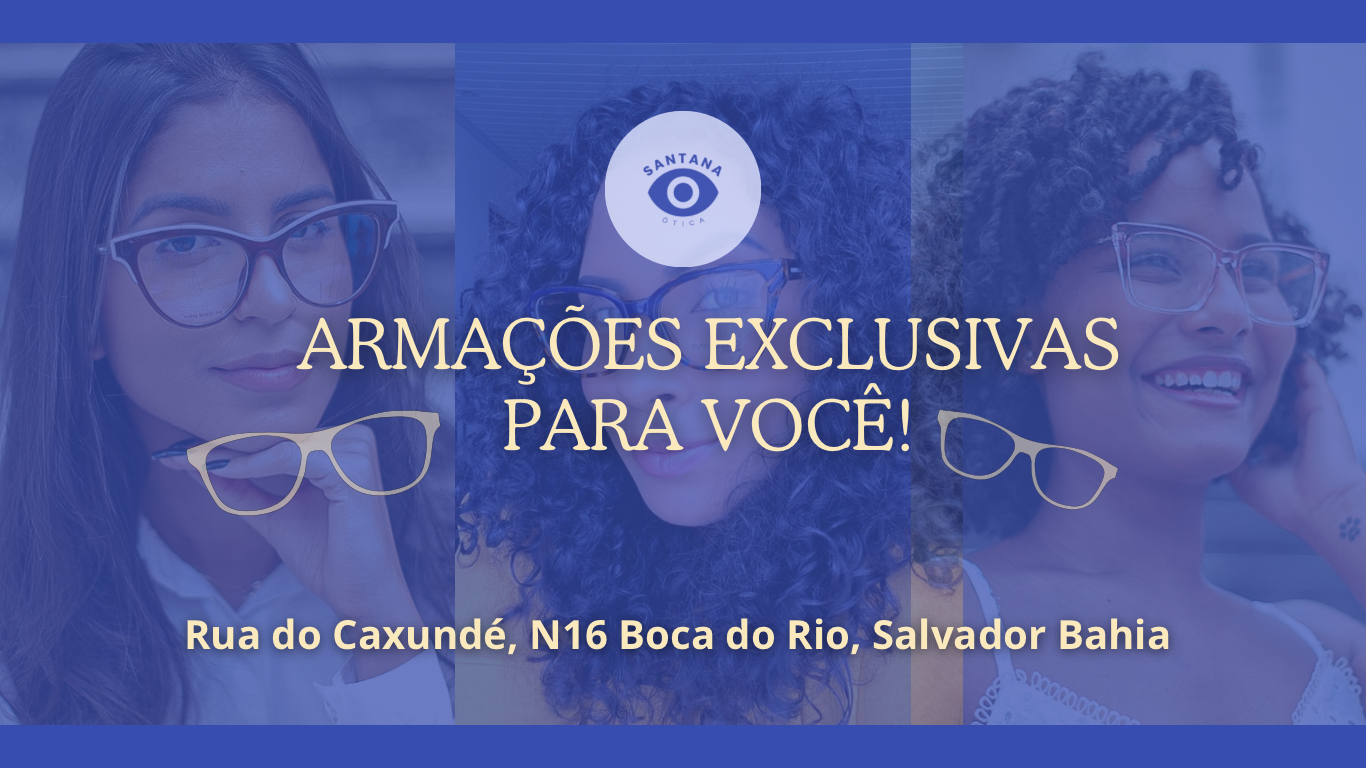 SANTANA
ÓTICA
ARMAÇÕES EXCLUSIVAS
PARA VOCÊ!
Rua do Caxundé, N16 Boca do Rio, Salvador Bahia